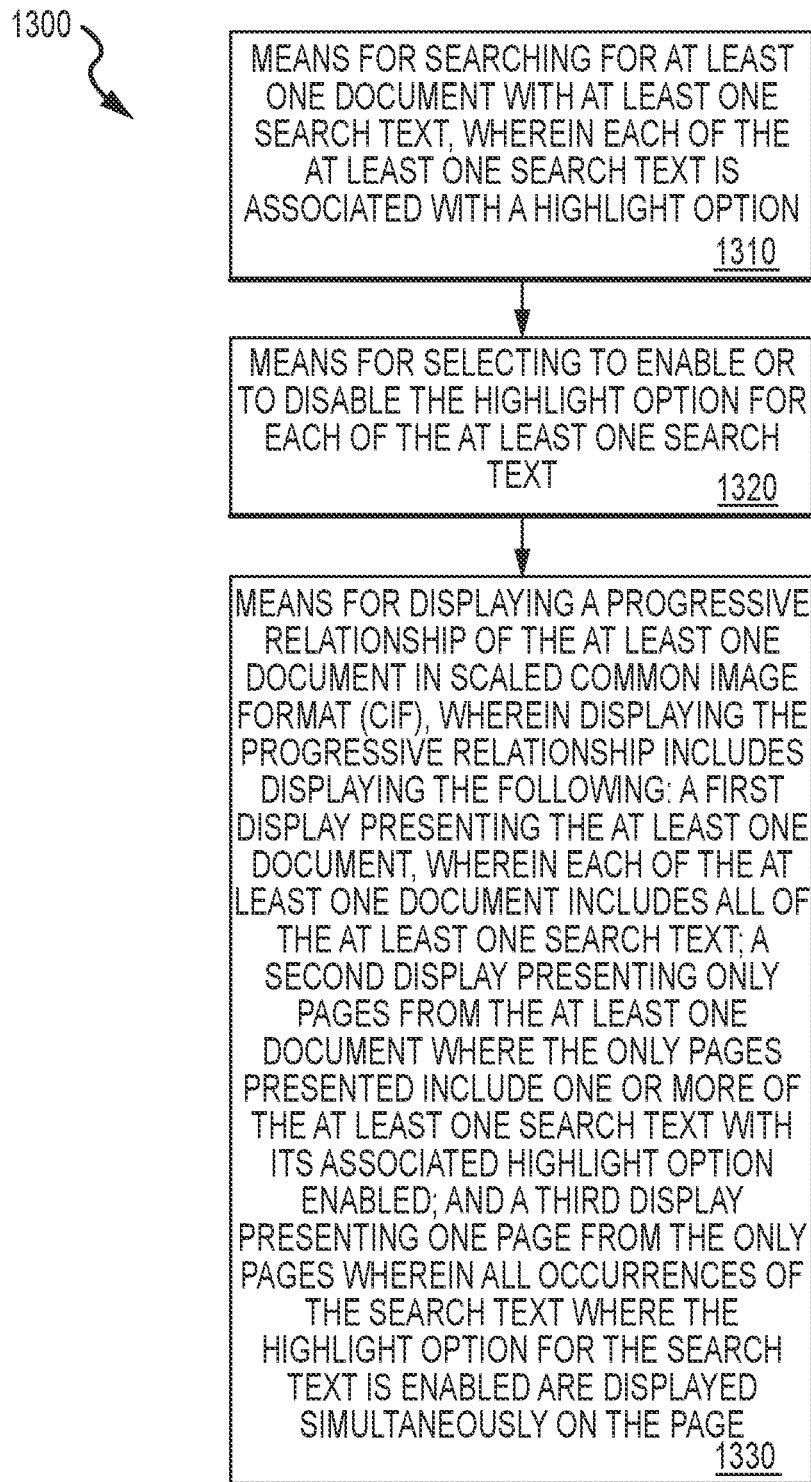 1300
MEANS FOR SEARCHING FOR AT LEAST
ONE DOCUMENT WITH AT LEAST ONE
SEARCH TEXT, WHEREIN EACH OF THE
AT LEAST ONE SEARCH TEXT IS
ASSOCIATED WITH A HIGHLIGHT OPTION
1310
MEANS FOR SELECTING TO ENABLE OR
TO DISABLE THE HIGHLIGHT OPTION FOR
EACH OF THE AT LEAST ONE SEARCH
TEXT
1320
MEANS FOR DISPLAYING A PROGRESSIVE
RELATIONSHIP OF THE AT LEAST ONE
DOCUMENT IN SCALED COMMON IMAGE
FORMAT (CIF), WHEREIN DISPLAYING THE
PROGRESSIVE RELATIONSHIP INCLUDES
DISPLAYING THE FOLLOWING: A FIRST
DISPLAY PRESENTING THE AT LEAST ONE
DOCUMENT, WHEREIN EACH OF THE AT
LEAST ONE DOCUMENT INCLUDES ALL OF
THE AT LEAST ONE SEARCH TEXT; A
SECOND DISPLAY PRESENTING ONLY
PAGES FROM THE AT LEAST ONE
DOCUMENT WHERE THE ONLY PAGES
PRESENTED INCLUDE ONE OR MORE OF
THE AT LEAST ONE SEARCH TEXT WITH
ITS ASSOCIATED HIGHLIGHT OPTION
ENABLED; AND A THIRD DISPLAY
PRESENTING ONE PAGE FROM THE ONLY
PAGES WHEREIN ALL OCCURRENCES OF
THE SEARCH TEXT WHERE THE
HIGHLIGHT OPTION FOR THE SEARCH
TEXT IS ENABLED ARE DISPLAYED
SIMULTANEOUSLY ON THE PAGE
1330